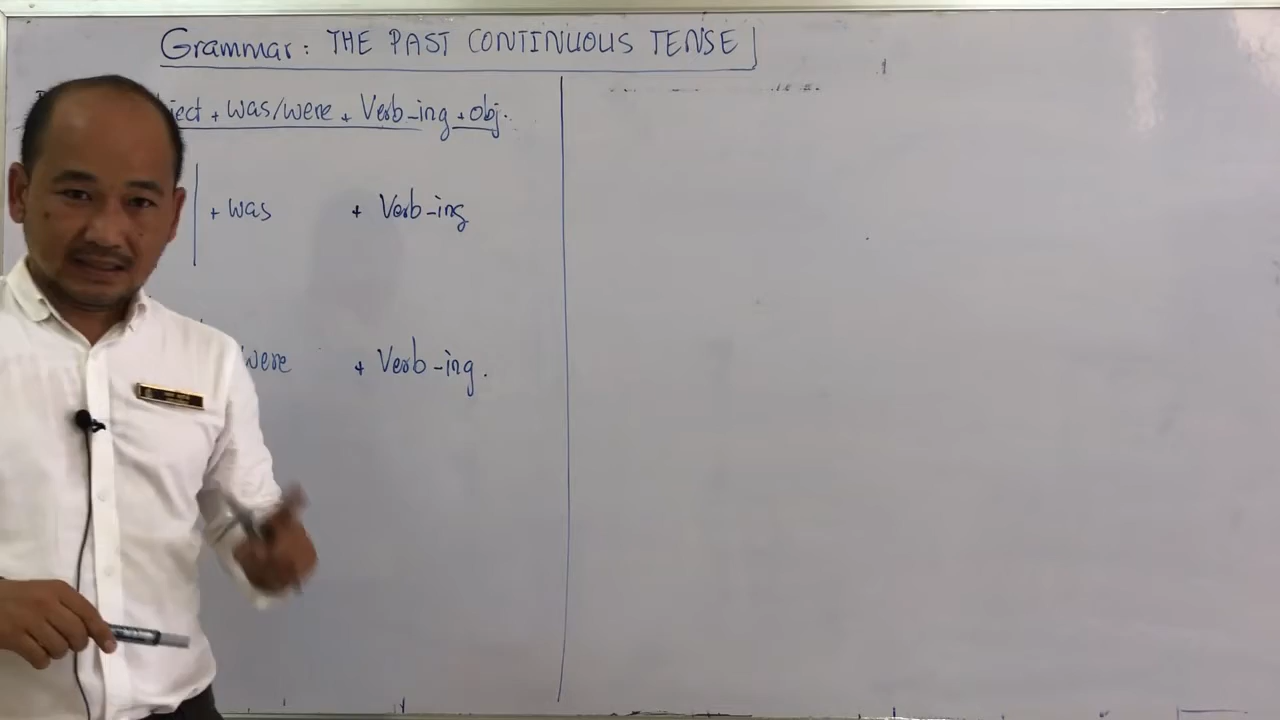 Grammar: THE PAST CONTINUOUS TENSE
ject + was/were + Verb-ing + obj.
+ was + Verb-ing
were + Verb-ing.